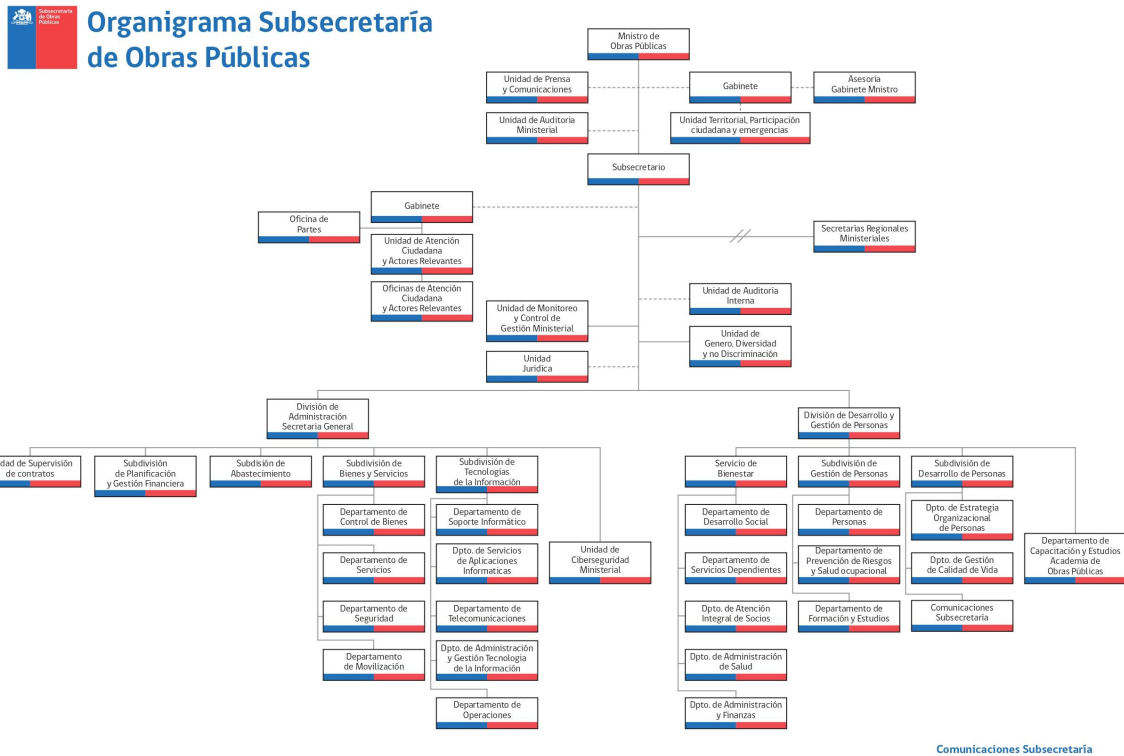 Subsecretaría
de Obras
Públicas
Organigrama Subsecretaría
de Obras Públicas
Mnistro de
Obras Públicas
Unidad de Prensa
y Comunicaciones
Gabinete
Asesoría
Gabinete Mnistro
Unidad de Auditoria
Ministerial
Unidad Territorial, Participación
ciudadana y emergencias
Subsecretario
Gabinete
Oficina de
Partes
Unidad de Atención
Ciudadana
y Actores Relevantes
Oficinas de Atención
Ciudadana
y Actores Relevantes
Secretarias Regionales
Ministeriales
Unidad de Auditoría
Interna
Unidad de Monitoreo
y Control de
Gestión Ministerial
Unidad de
Genero, Diversidad
y no Discriminación
Unidad
Jurídica
División de
Administración
Secretaria General
División de Desarrollo y
Gestión de Personas
dad de Supervisión
de contratos
Subdivisión
de Planificación
y Gestión Financiera
Subdisión de
Abastecimiento
Subdivisión de
Bienes y Servicios
Subdivisión de
Tecnologias
de la Información
Servicio de
Bienestar
Subdivisión de
Gestión de Personas
Subdivisión de
Desarrollo de Personas
Departamento de
Control de Bienes
Departamento de
Soporte Informático
Departamento de
Desarrollo Social
Departamento de
Personas
Dpto. de Estrategia
Organizacional
de Personas
Departamento de
Servicios
Dpto. de Servicios
de Aplicaciones
Informaticas
Unidad de
Ciberseguridad
Ministerial
Departamento de
Servicios Dependientes
Departamento de
Prevención de Riesgos
y Salud ocupacional
Dpto. de Gestión
de Calidad de Vida
Departamento de
Capacitación y Estudios
Academia de
Obras Públicas
Departamento de
Seguridad
Departamento de
Telecomunicaciones
Dpto. de Atención
Integral de Socios
Departamento de
Formación y Estudios
Comunicaciones
Subsecretaría
Departamento
de Movilización
Dpto. de Administración
y Gestión Tecnologia
de la Información
Dpto. de Administración
de Salud
Departamento de
Operaciones
Dpto. de Administración
y Finanzas
Comunicaciones Subsecretaría